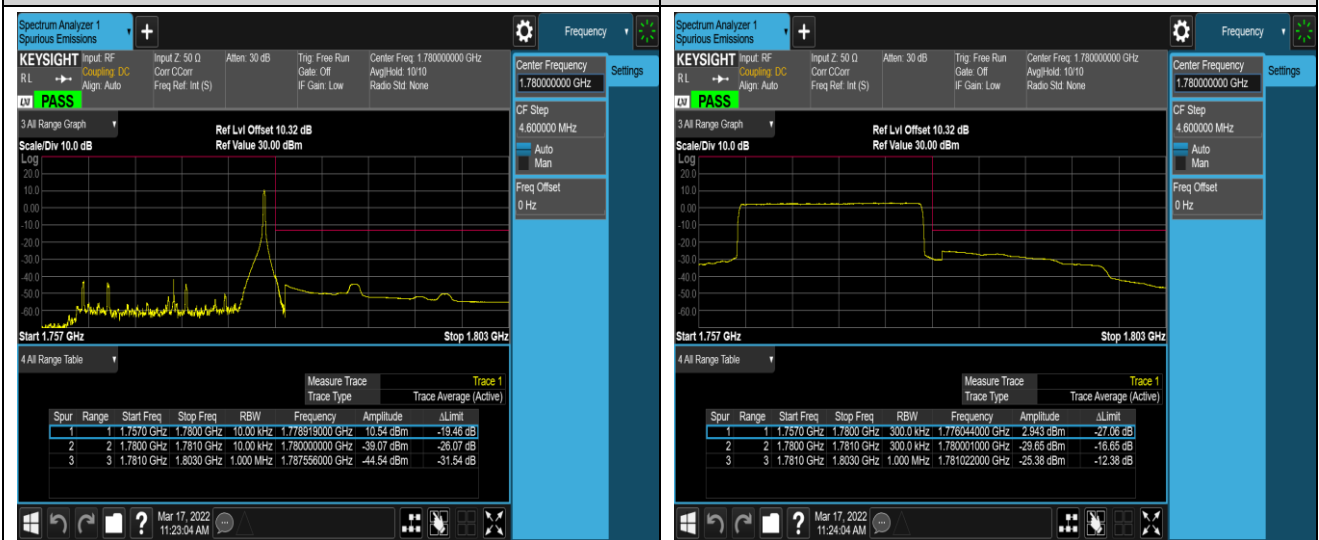 Spectrum Analyzer 1
Spurious Emissions
Frequency
KEYSIGHT Input: RF Input Z: 50 Ω Atten: 30 dB Trig: Free Run Center Freq: 1.780000000 GHz
Coupling: DC Corr CCorr Gate: Off Avg|Hold: 10/10
RL Align: Auto Freq Ref: Int (S) IF Gain: Low Radio Std: None
LXI PASS
Center Frequency
1.780000000 GHz
Settings
CF Step
4.600000 MHz
Auto
Man
Freq Offset
0 Hz
3 All Range Graph
Ref Lvl Offset 10.32 dB
Scale/Div 10.0 dB Ref Value 30.00 dBm
Log
20.0
10.0
0.00
-10.0
-20.0
-30.0
-40.0
-50.0
-60.0
Start 1.757 GHz Stop 1.803 GHz
4 All Range Table
Measure Trace Trace 1
Trace Type Trace Average (Active)
Spur Range Start Freq Stop Freq RBW Frequency Amplitude ΔLimit
1 1 1.7570 GHz 1.7800 GHz 10.00 kHz 1.778919000 GHz 10.54 dBm -19.46 dB
2 2 1.7800 GHz 1.7810 GHz 10.00 kHz 1.780000000 GHz -39.07 dBm -26.07 dB
3 3 1.7810 GHz 1.8030 GHz 1.000 MHz 1.787556000 GHz -44.54 dBm -31.54 dB
?
Mar 17, 2022
11:23:04 AM
Spectrum Analyzer 1
Spurious Emissions
Frequency
KEYSIGHT Input: RF Input Z: 50 Ω Atten: 30 dB Trig: Free Run Center Freq: 1.780000000 GHz
Coupling: DC Corr CCorr Gate: Off Avg|Hold: 10/10
RL Align: Auto Freq Ref: Int (S) IF Gain: Low Radio Std: None
LXI PASS
Center Frequency
1.780000000 GHz
Settings
CF Step
4.600000 MHz
Auto
Man
Freq Offset
0 Hz
3 All Range Graph
Ref Lvl Offset 10.32 dB
Scale/Div 10.0 dB Ref Value 30.00 dBm
Log
20.0
10.0
0.00
-10.0
-20.0
-30.0
-40.0
-50.0
-60.0
Start 1.757 GHz Stop 1.803 GHz
4 All Range Table
Measure Trace Trace 1
Trace Type Trace Average (Active)
Spur Range Start Freq Stop Freq RBW Frequency Amplitude ΔLimit
1 1 1.7570 GHz 1.7800 GHz 300.0 kHz 1.776044000 GHz 2.943 dBm -27.06 dB
2 2 1.7800 GHz 1.7810 GHz 300.0 kHz 1.780001000 GHz -29.65 dBm -16.65 dB
3 3 1.7810 GHz 1.8030 GHz 1.000 MHz 1.781022000 GHz -25.38 dBm -12.38 dB
?
Mar 17, 2022
11:24:04 AM